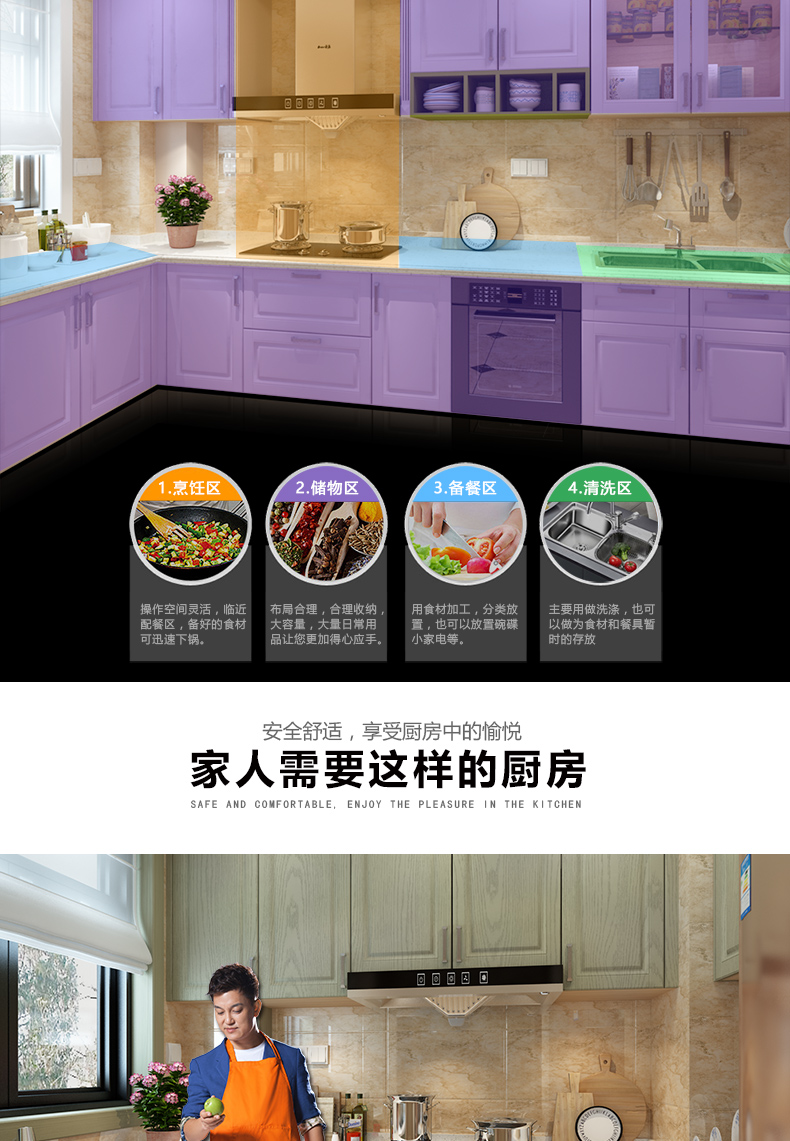 1.烹饪区
2.储物区
3.备餐区
4.清洗区
操作空间灵活，临近
配餐区，备好的食材
可迅速下锅。
布局合理，合理收纳，
大容量，大量日常用
品让您更加得心应手。
用食材加工，分类放
置，也可以放置碗碟
小家电等。
主要用做洗涤，也可
以做为食材和餐具暂
时的存放
安全舒适，享受厨房中的愉悦
家人需要这样的厨房
SAFE AND COMFORTABLE, ENJOY THE PLEASURE IN THE KITCHEN